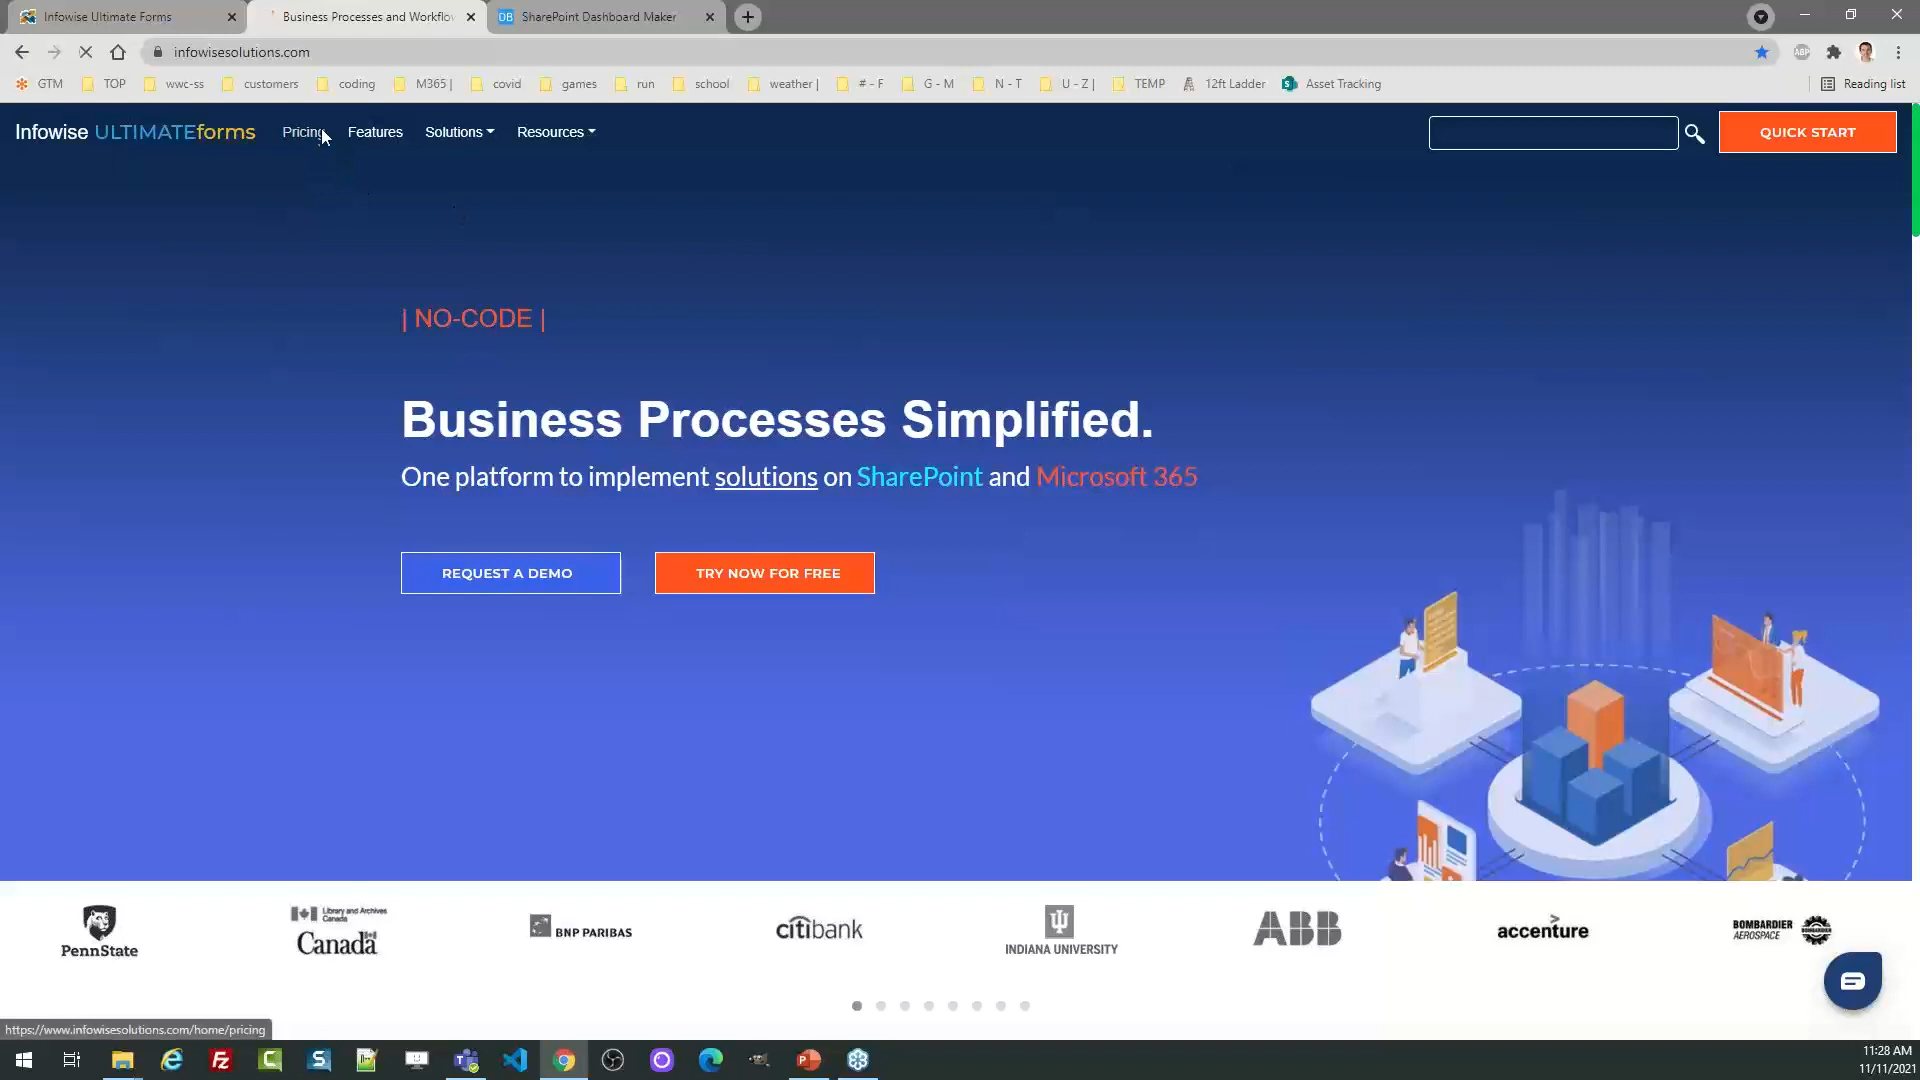 Infowise Ultimate Forms
Business Processes and Workflow
SharePoint Dashboard Maker
infowisesolutions.com
GTM TOP wwc-ss customers coding M365 | covid games run school weather | # - F G - M N - T U - Z | TEMP 12ft Ladder Asset Tracking Reading list
Infowise ULTIMATEforms Pricing Features Solutions Resources QUICK START
| NO-CODE |
Business Processes Simplified.
One platform to implement solutions on SharePoint and Microsoft 365
REQUEST A DEMO TRY NOW FOR FREE
PennState
Library and Archives
Canada
BNP PARIBAS
citibank
INDIANA UNIVERSITY
ABB
accenture
BOMBARDIER
AEROSPACE
https://www.infowisesolutions.com/home/pricing
11:28 AM
11/11/2021